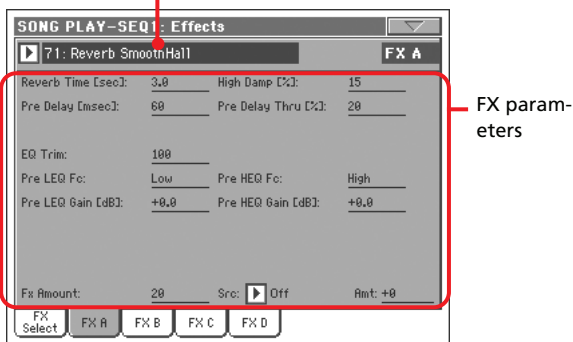 SONG PLAY-SEQ1: Effects
71: Reverb SmoothHall FX A
Reverb Time [sec]: 3.0 High Damp [%]: 15
Pre Delay [msec]: 60 Pre Delay Thru [%]: 20
EQ Trim: 100
Pre LEQ Fc: Low Pre HEQ Fc: High
Pre LEQ Gain [dB]: +0.0 Pre HEQ Gain [dB]: +0.0
Fx Amount: 20 Src: Off Amt: +0
FX Select FX A FX B FX C FX D
FX param-
eters